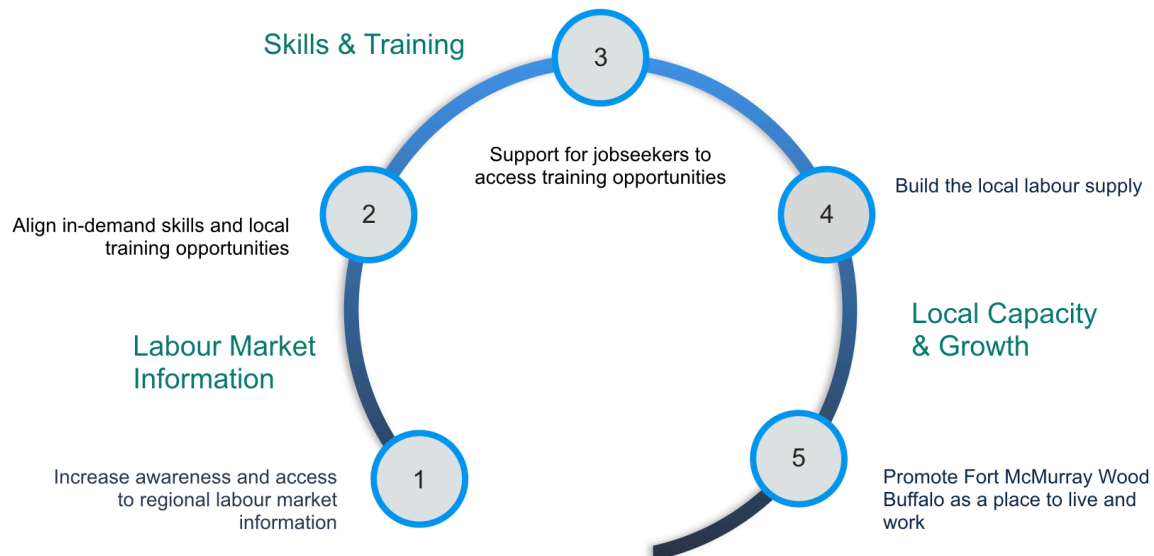 Skills & Training
3
Support for jobseekers to
access training opportunities
2
Align in-demand skills and local
training opportunities
4
Build the local labour supply
Labour Market
Information
Local Capacity
& Growth
1
Increase awareness and access
to regional labour market
information
5
Promote Fort McMurray Wood
Buffalo as a place to live and
work